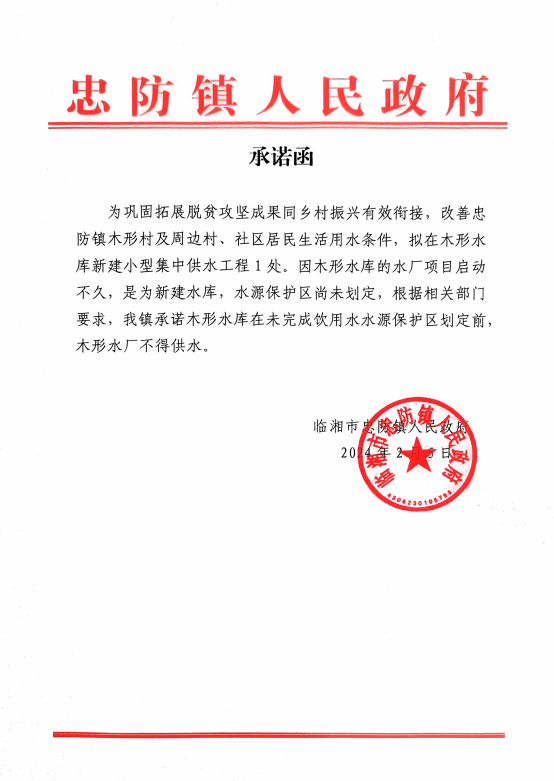 忠防镇人民政府
承诺函
为巩固拓展脱贫攻坚成果同乡村振兴有效衔接，改善忠
防镇木形村及周边村、社区居民生活用水条件，拟在木形水
库新建小型集中供水工程1处。因木形水库的水厂项目启动
不久，是为新建水库，水源保护区尚未划定，根据相关部门
要求，我镇承诺木形水库在未完成饮用水水源保护区划定前，
木形水厂不得供水。
临湘市忠防镇人民政府
2024年2月 日
临湘市忠防镇人民政府